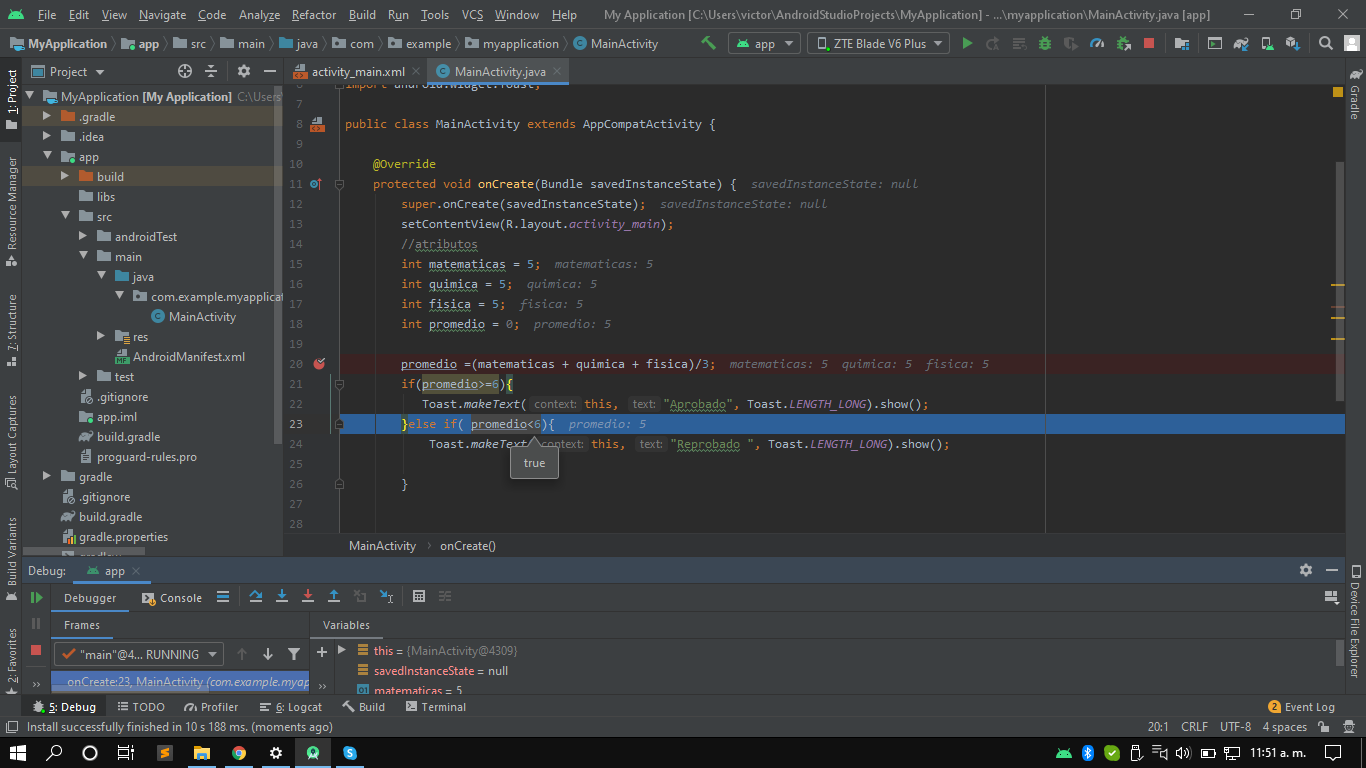 File Edit View Navigate Code Analyze Refactor Build Run Tools VCS Window Help My Application [C:\Users\victor\AndroidStudioProjects\MyApplication] - ...\myapplication\MainActivity.java [app]
MyApplication app src main java com example myapplication MainActivity app ZTE Blade V6 Plus
Project activity_main.xml MainActivity.java
1: Project
Resource Manager
7: Structure
Layout Captures
Build Variants
2: Favorites
MyApplication [My Application] C:\Users
.gradle
.idea
app
build
libs
src
androidTest
main
java
com.example.myapplicat
MainActivity
res
AndroidManifest.xml
test
.gitignore
app.iml
build.gradle
proguard-rules.pro
gradle
.gitignore
build.gradle
gradle.properties
gradlew
6 import android.widget.Toast;
7
8 public class MainActivity extends AppCompatActivity {
9
10 @Override
11 protected void onCreate(Bundle savedInstanceState) { savedInstanceState: null
12 super.onCreate(savedInstanceState); savedInstanceState: null
13 setContentView(R.layout.activity_main);
14 //atributos
15 int matematicas = 5; matematicas: 5
16 int quimica = 5; quimica: 5
17 int fisica = 5; fisica: 5
18 int promedio = 0; promedio: 5
19
20 promedio =(matematicas + quimica + fisica)/3; matematicas: 5 quimica: 5 fisica: 5
21 if(promedio>=6){
22 Toast.makeText( context: this, text: "Aprobado", Toast.LENGTH_LONG).show();
23 }else if( promedio<6){ promedio: 5
24 Toast.makeText( context: this, text: "Reprobado ", Toast.LENGTH_LONG).show();
true
25
26 }
27
28
MainActivity onCreate()
Gradle
Device File Explorer
Debug: app
Debugger Console
Frames Variables
"main"@4... RUNNING
onCreate:23, MainActivity (com.example.myap
this = {MainActivity@4309}
savedInstanceState = null
matematicas = 5
5: Debug TODO Profiler 6: Logcat Build Terminal 2 Event Log
Install successfully finished in 10 s 188 ms. (moments ago) 20:1 CRLF UTF-8 4 spaces
11:51 a. m.